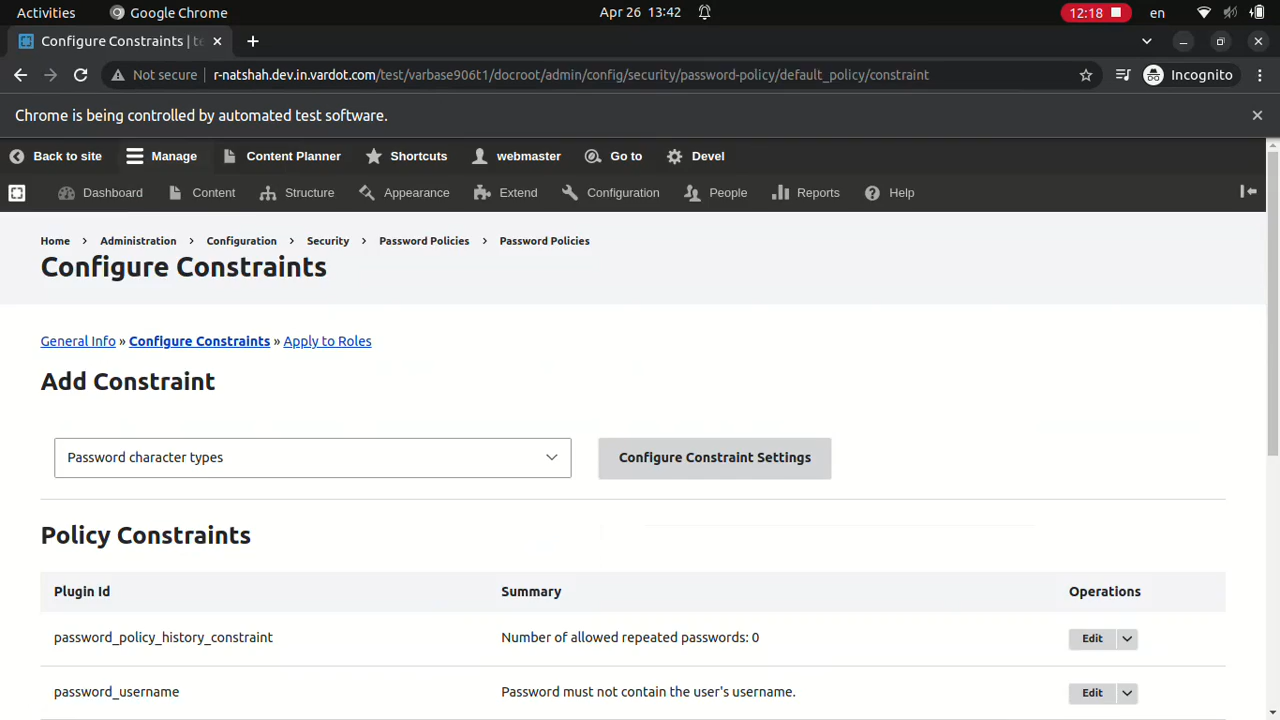 Activities
Google Chrome
Apr 26 13:42
12:18
en
Configure Constraints | te
Not secure
r-natshah.dev.in.vardot.com/test/varbase906t1/docroot/admin/config/security/password-policy/default_policy/constraint
Incognito
Chrome is being controlled by automated test software.
Back to site
Manage
Content Planner
Shortcuts
webmaster
Go to
Devel
Dashboard
Content
Structure
Appearance
Extend
Configuration
People
Reports
Help
Home › Administration › Configuration › Security › Password Policies › Password Policies
Configure Constraints
General Info » Configure Constraints » Apply to Roles
Add Constraint
Password character types
Configure Constraint Settings
Policy Constraints
Plugin Id Summary Operations
password_policy_history_constraint Number of allowed repeated passwords: 0 Edit
password_username Password must not contain the user's username. Edit